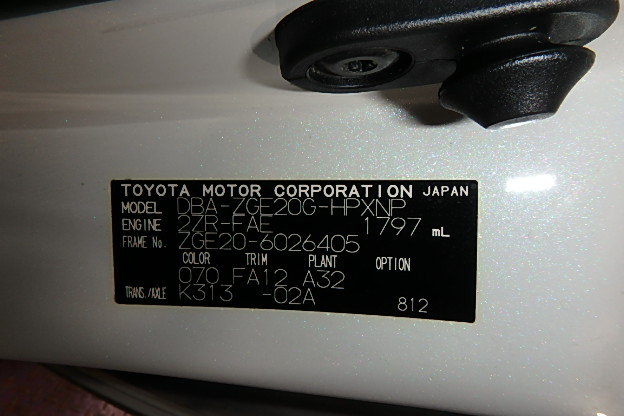 TOYOTA MOTOR CORPORATION JAPAN
MODEL DBA-ZGE20G-HPXNP
ENGINE 2ZR-FAE 1797 mL
FRAME No. ZGE20-6026405
COLOR TRIM PLANT OPTION
070 FA12 A32
TRANS./AXLE K313 -02A 812